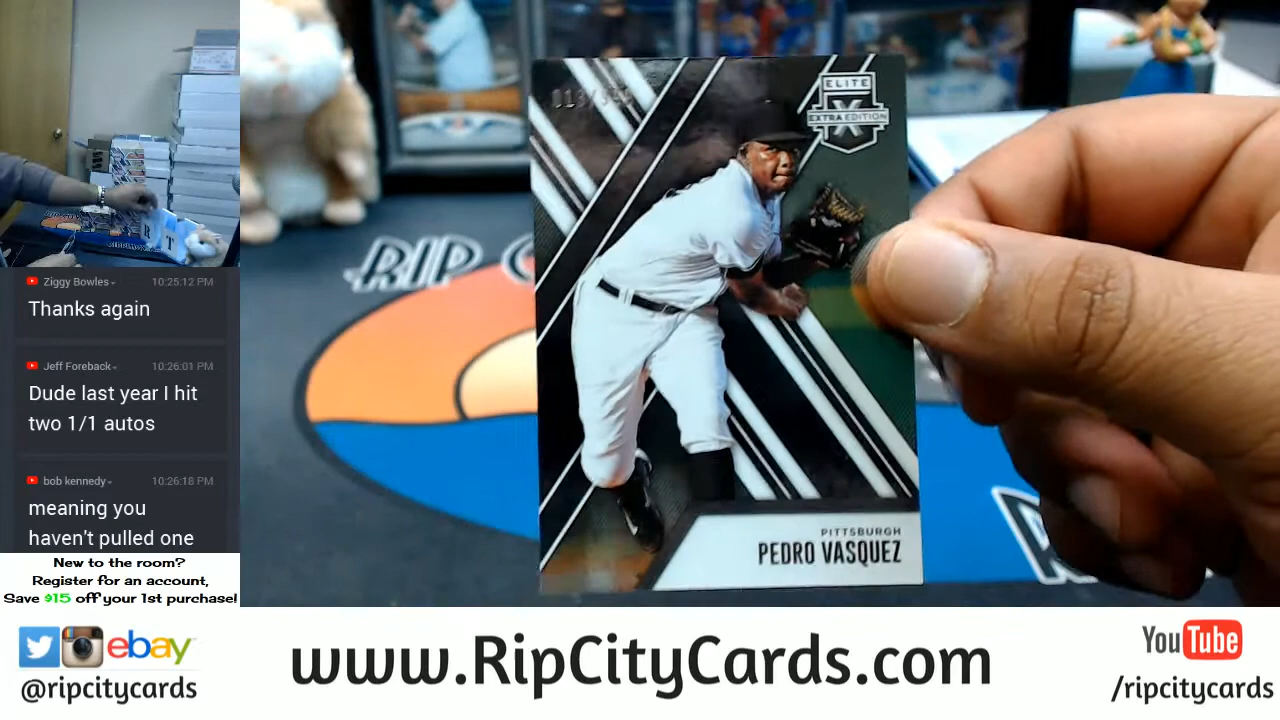 ELITE
X
EXTRA EDITION
PITTSBURGH
PEDRO VASQUEZ
RIP
Ziggy Bowles 10:25:12 PM
Thanks again
Jeff Foreback 10:26:01 PM
Dude last year I hit
two 1/1 autos
bob kennedy 10:26:18 PM
meaning you
haven't pulled one
New to the room?
Register for an account,
Save $15 off your 1st purchase!
ebay
@ripcitycards
www.RipCityCards.com
YouTube
/ripcitycards